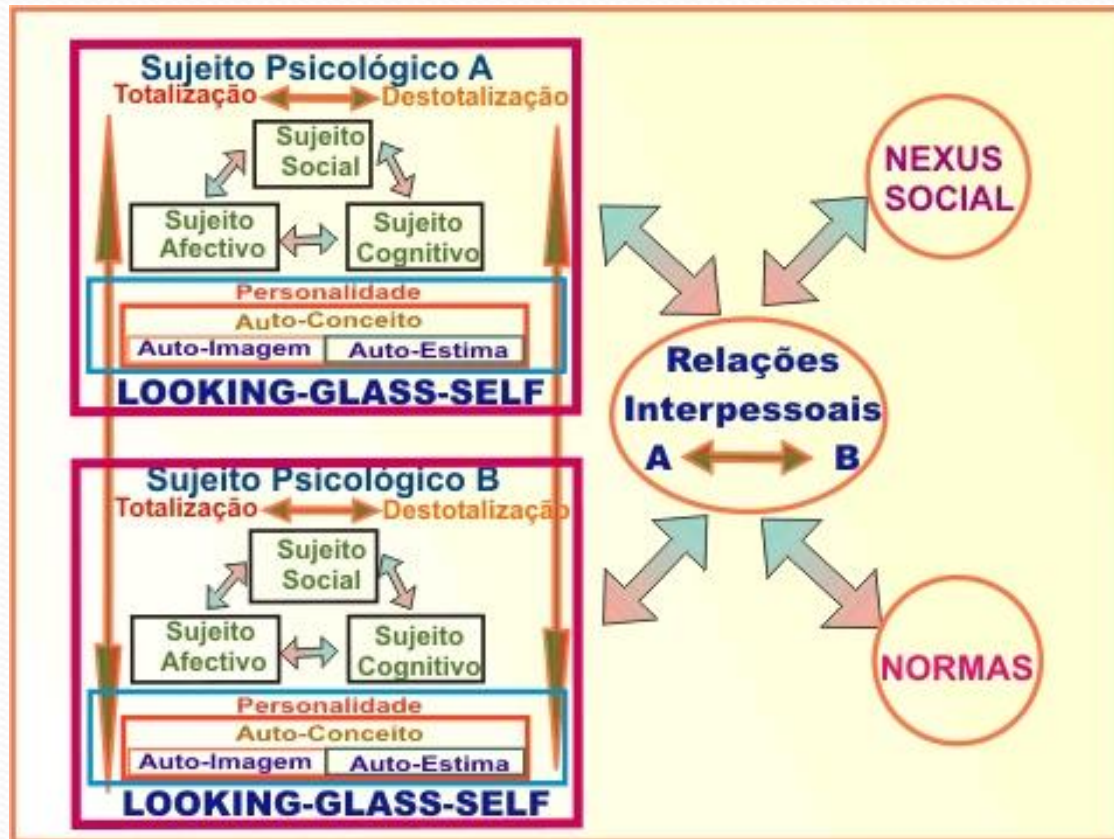 Sujeito Psicológico A
Totalização Destotalização
Sujeito
Social
Sujeito
Afectivo
Sujeito
Cognitivo
Personalidade
Auto-Conceito
Auto-Imagem Auto-Estima
LOOKING-GLASS-SELF
Sujeito Psicológico B
Totalização Destotalização
Sujeito
Social
Sujeito
Afectivo
Sujeito
Cognitivo
Personalidade
Auto-Conceito
Auto-Imagem Auto-Estima
LOOKING-GLASS-SELF
NEXUS
SOCIAL
Relações
Interpessoais
A B
NORMAS